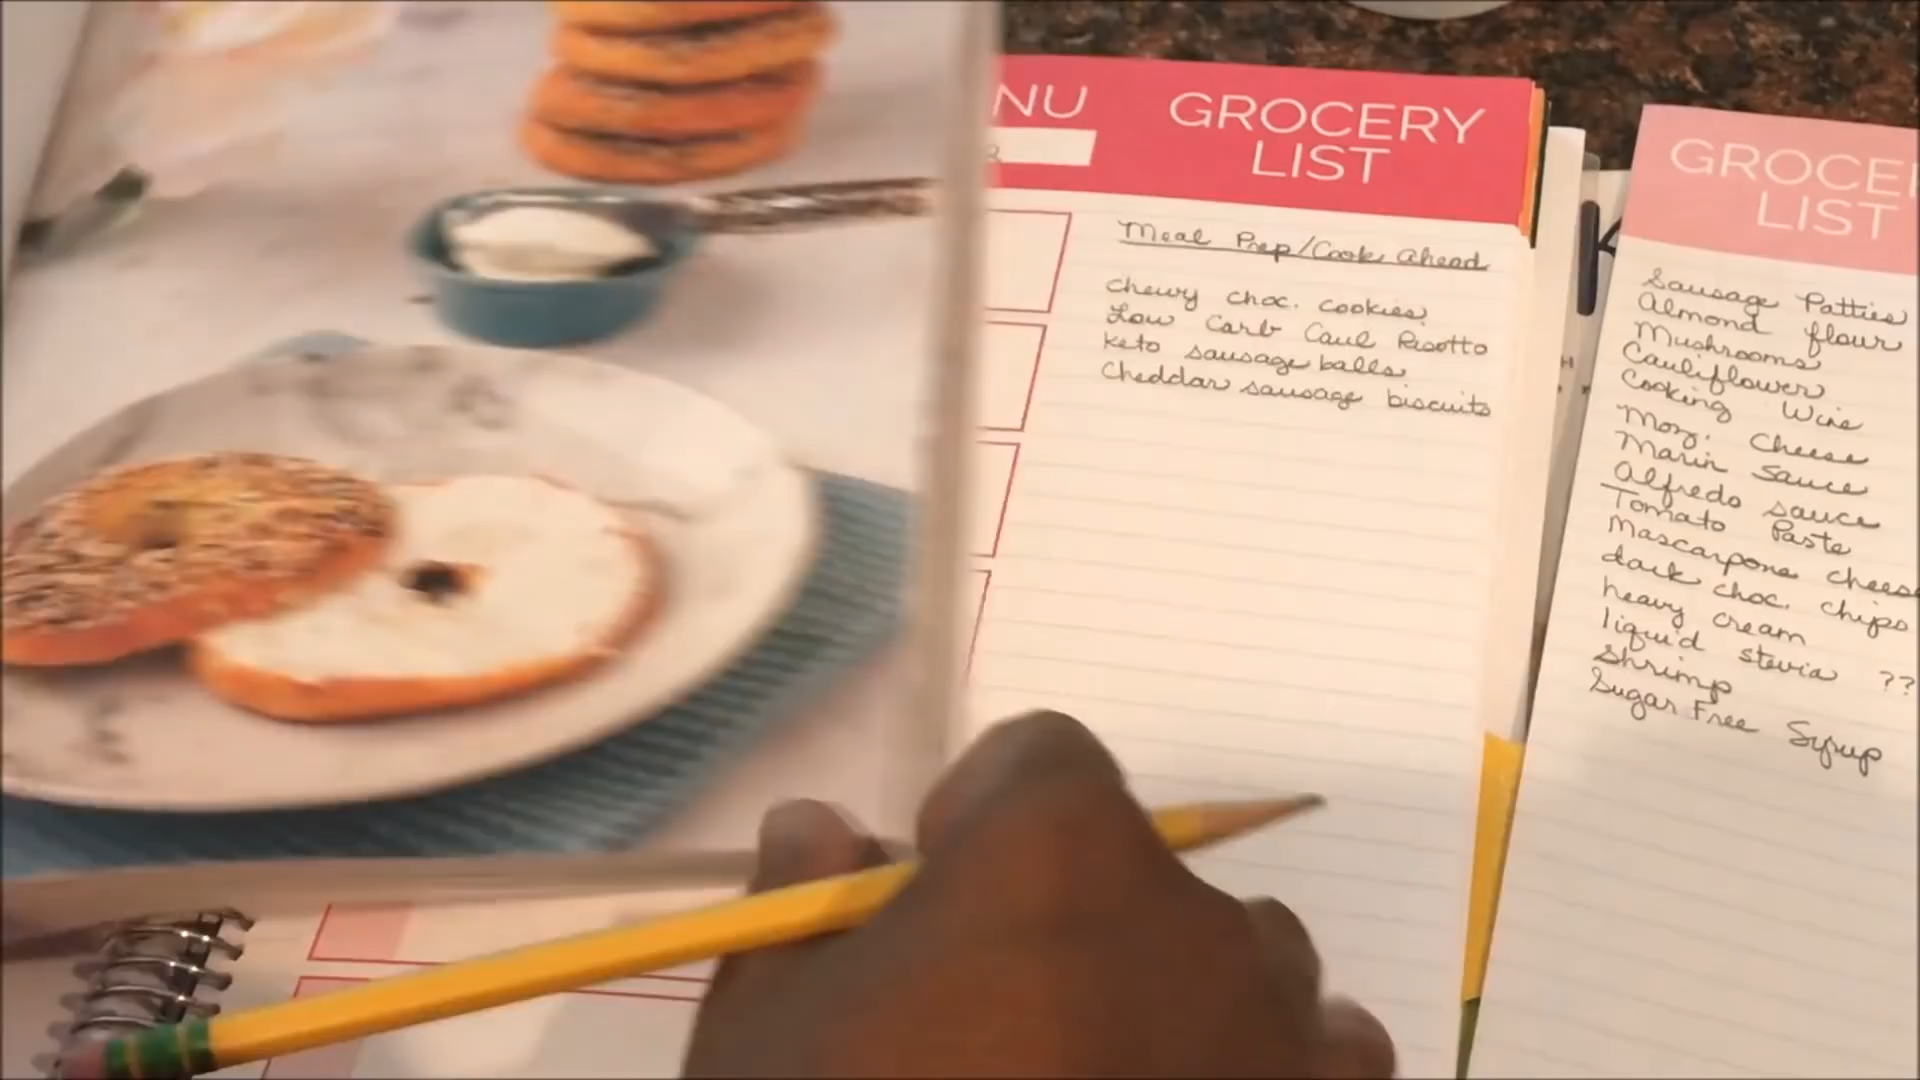 NU
GROCERY
LIST
Meal Prep/Cook Ahead
chewy choc. cookies
Low Carb Caul Risotto
keto sausage balls
Cheddar sausage biscuits
GROCE
LIST
Sausage Patties
Almond flour
Mushrooms
Cauliflower
Cooking Wine
Moz. Cheese
Marin Sauce
Alfredo sauce
Tomato Paste
Mascarpone cheese
dark choc. chips
heavy cream
liquid stevia ??
Shrimp
Sugar Free Syrup